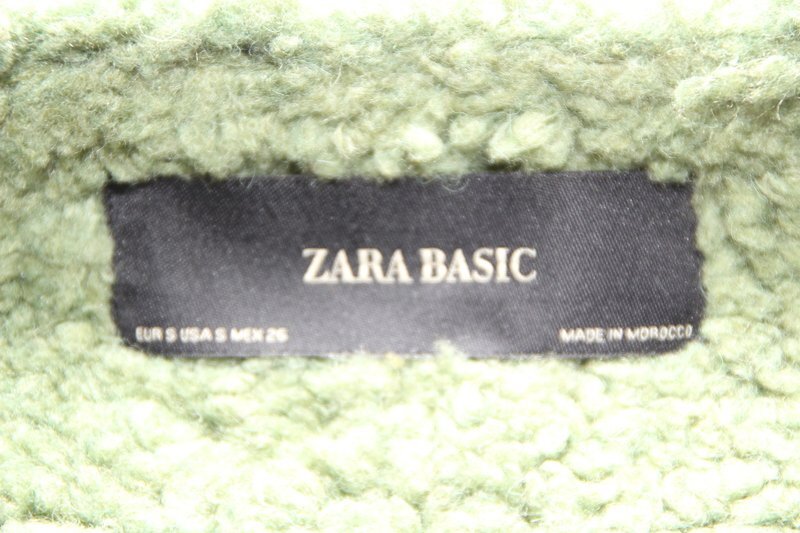 ZARA BASIC
EUR S USA S MEX 26
MADE IN MOROCCO